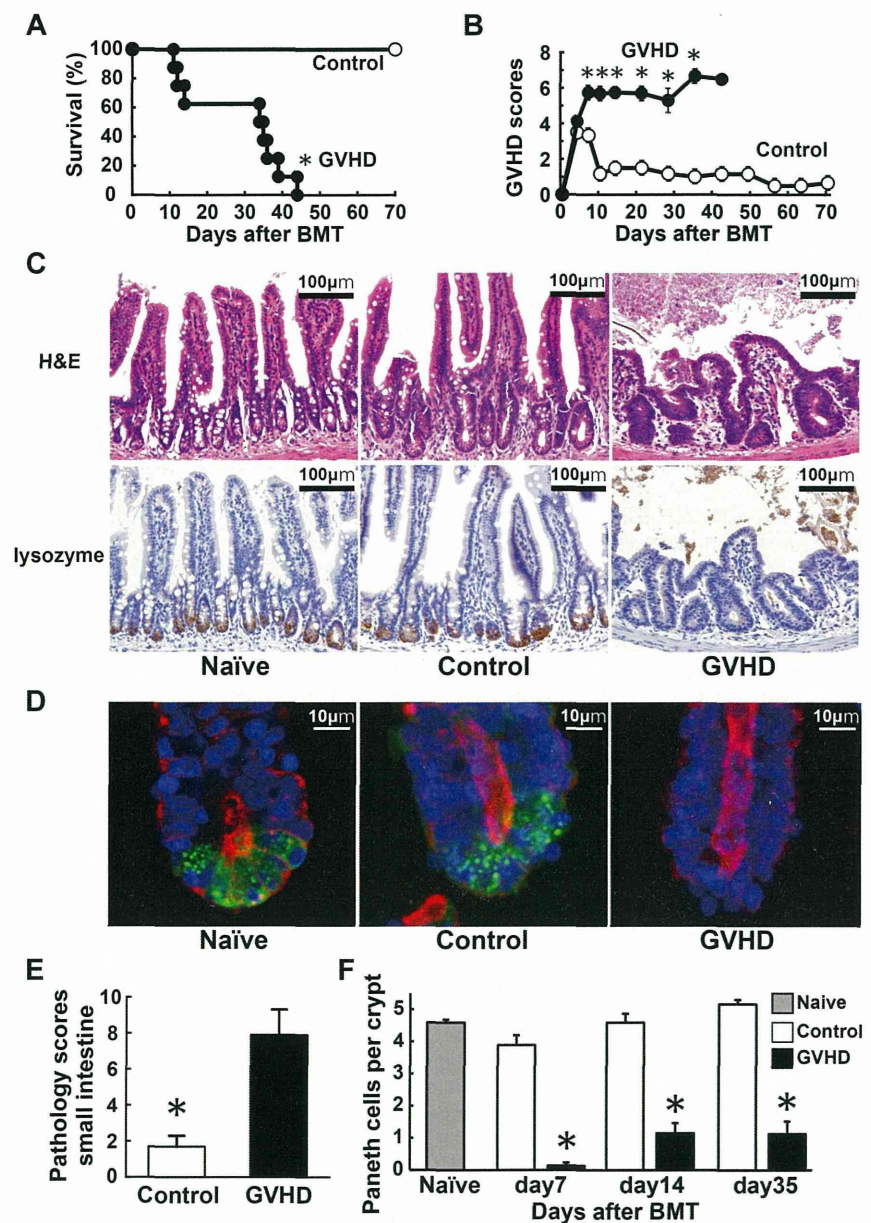 A
Survival (%)
100
80
60
40
20
0
Control
* GVHD
0 10 20 30 40 50 60 70
Days after BMT
B
GVHD scores
8
6
4
2
0
GVHD
* * * * * *
Control
0 10 20 30 40 50 60 70
Days after BMT
C
H&E
100µm
100µm
100µm
lysozyme
100µm
100µm
100µm
Naïve Control GVHD
D
10µm
10µm
10µm
Naïve Control GVHD
E
Pathology scores
small intestine
10
8
6
4
2
0
*
Control GVHD
F
Paneth cells per crypt
5
4
3
2
1
0
* * *
Naive
Control
GVHD
Naïve day7 day14 day35
Days after BMT